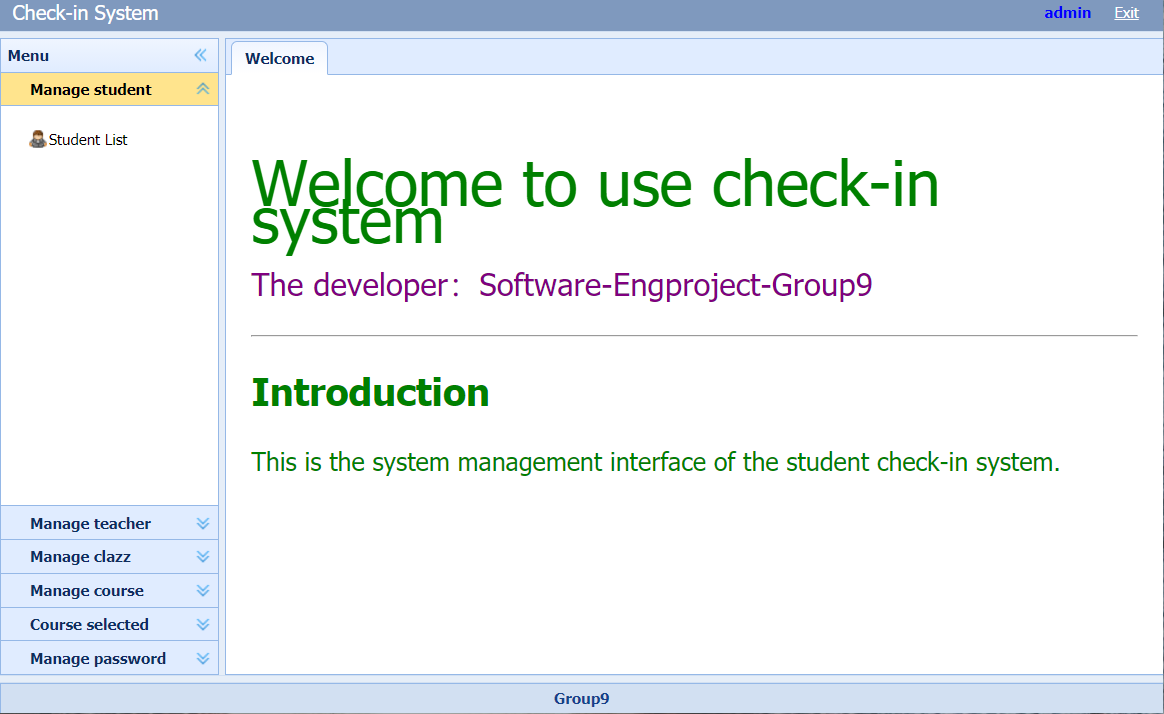 Check-in System
admin
Exit
Menu
Manage student
Student List
Manage teacher
Manage clazz
Manage course
Course selected
Manage password
Welcome
Welcome to use check-in
system
The developer：Software-Engproject-Group9
Introduction
This is the system management interface of the student check-in system.
Group9